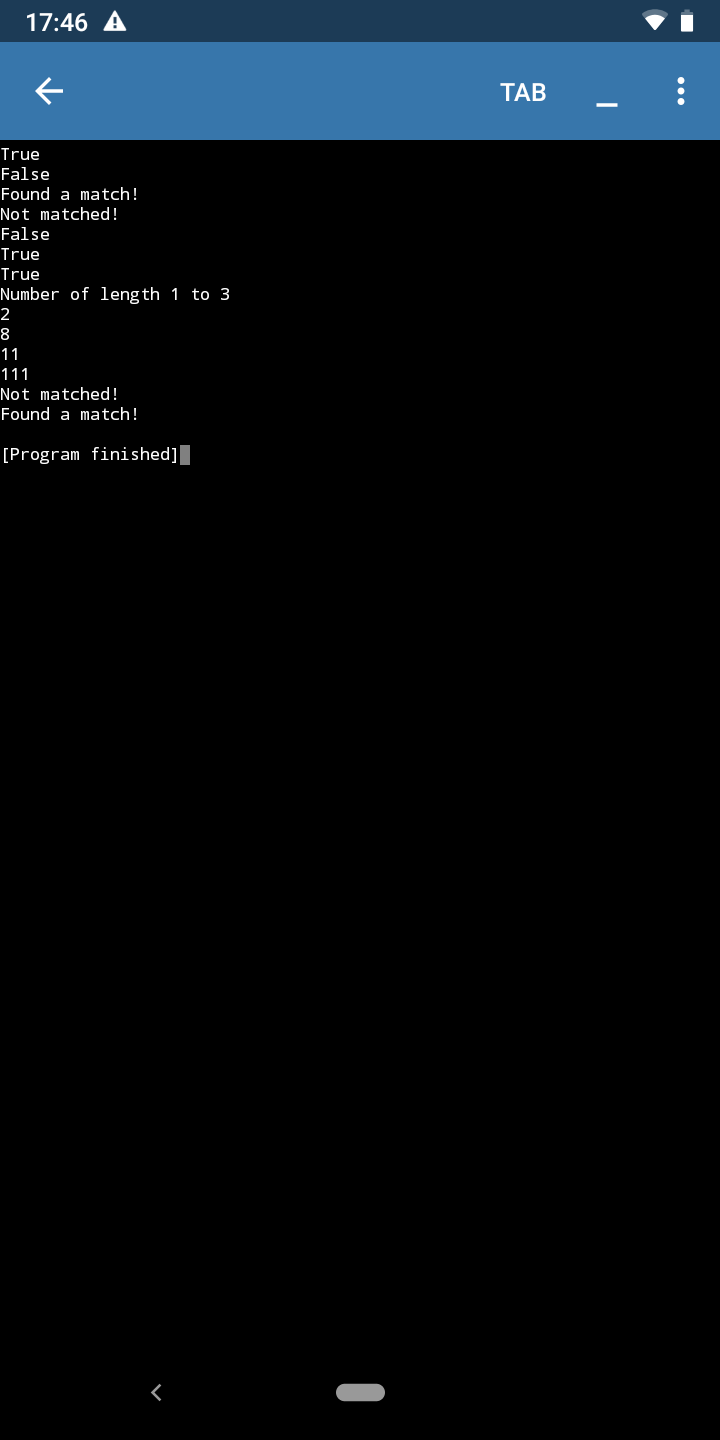 17:46
TAB
True
False
Found a match!
Not matched!
False
True
True
Number of length 1 to 3
2
8
11
111
Not matched!
Found a match!
[Program finished]